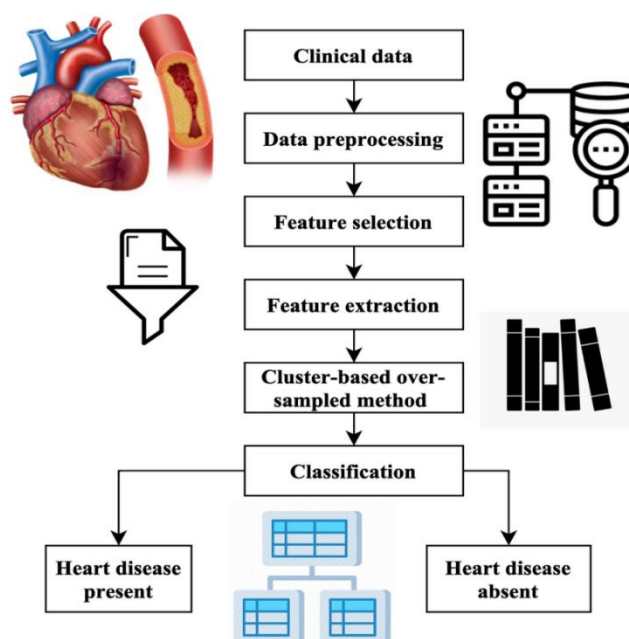 Clinical data
Data preprocessing
Feature selection
Feature extraction
Cluster-based over-
sampled method
Classification
Heart disease
present
Heart disease
absent